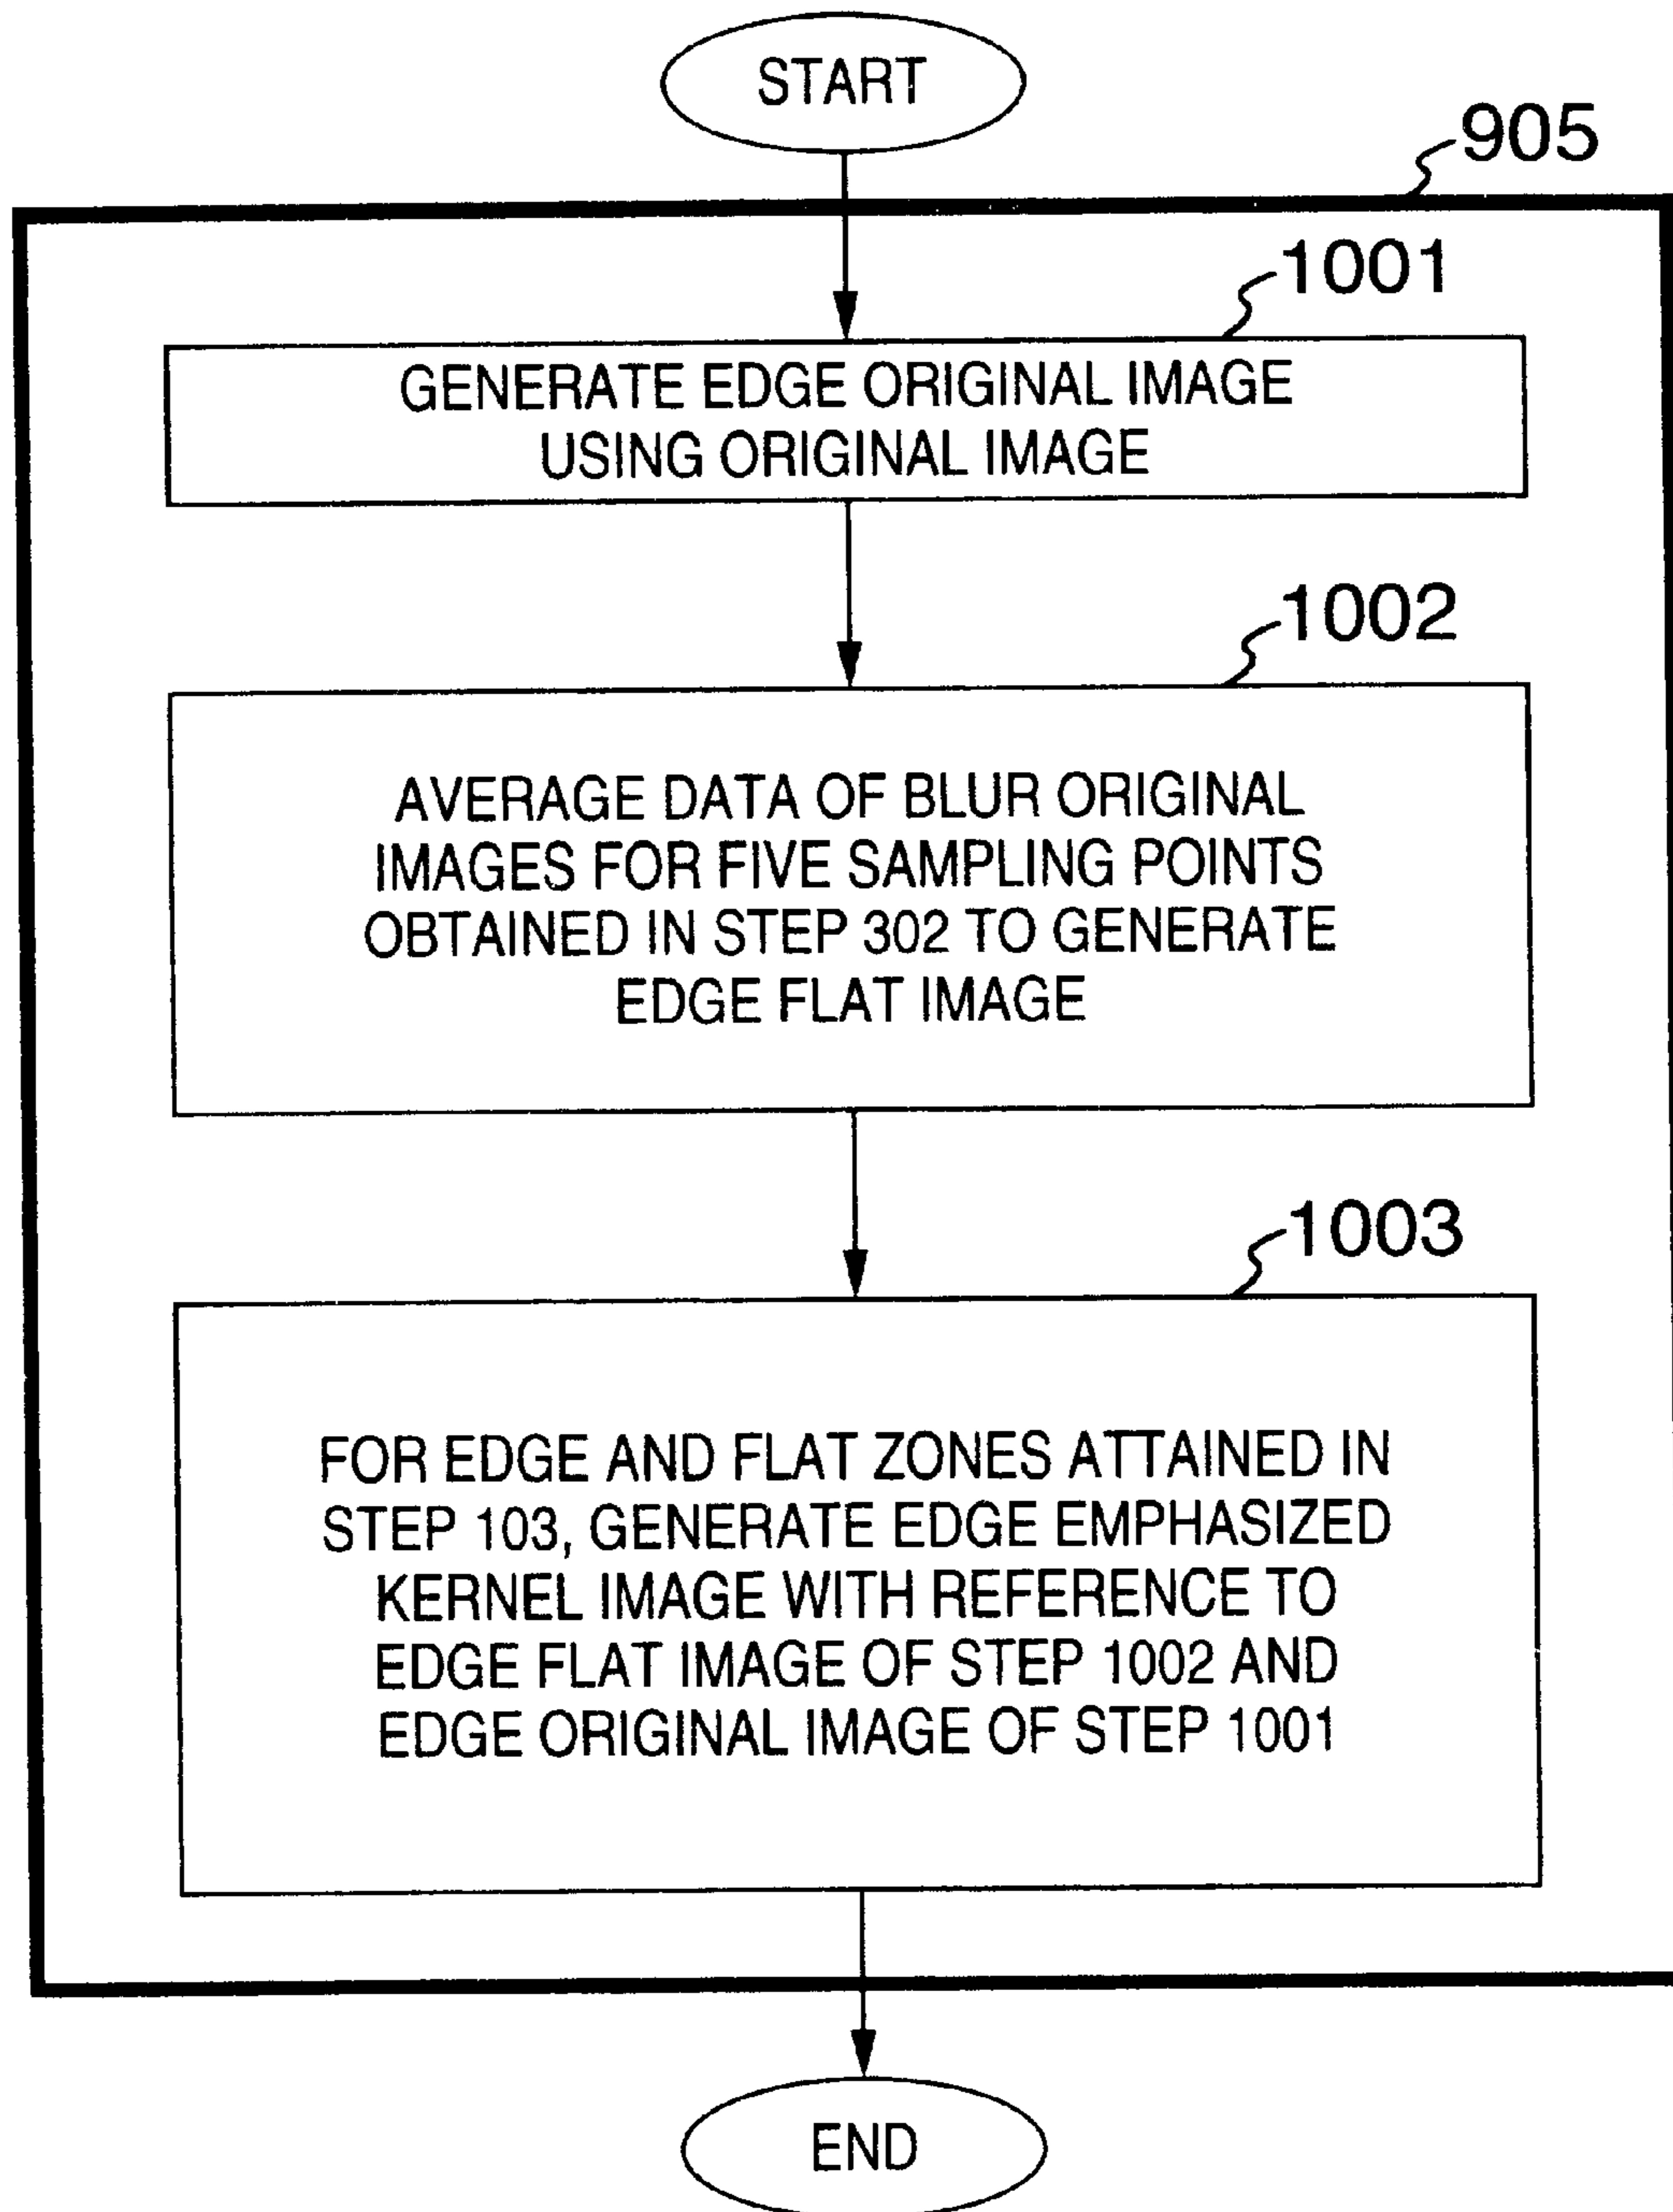 START
905
1001
GENERATE EDGE ORIGINAL IMAGE
USING ORIGINAL IMAGE
1002
AVERAGE DATA OF BLUR ORIGINAL
IMAGES FOR FIVE SAMPLING POINTS
OBTAINED IN STEP 302 TO GENERATE
EDGE FLAT IMAGE
1003
FOR EDGE AND FLAT ZONES ATTAINED IN
STEP 103, GENERATE EDGE EMPHASIZED
KERNEL IMAGE WITH REFERENCE TO
EDGE FLAT IMAGE OF STEP 1002 AND
EDGE ORIGINAL IMAGE OF STEP 1001
END